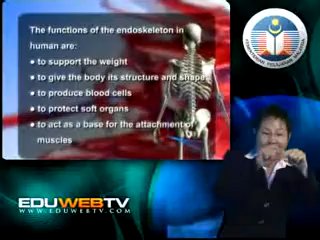 The functions of the endoskeleton in
human are:
● to support the weight
● to give the body its structure and shape
● to produce blood cells
● to protect soft organs
● to act as a base for the attachment of
muscles
EDUWEBTV
WWW.EDUWEBTV.COM